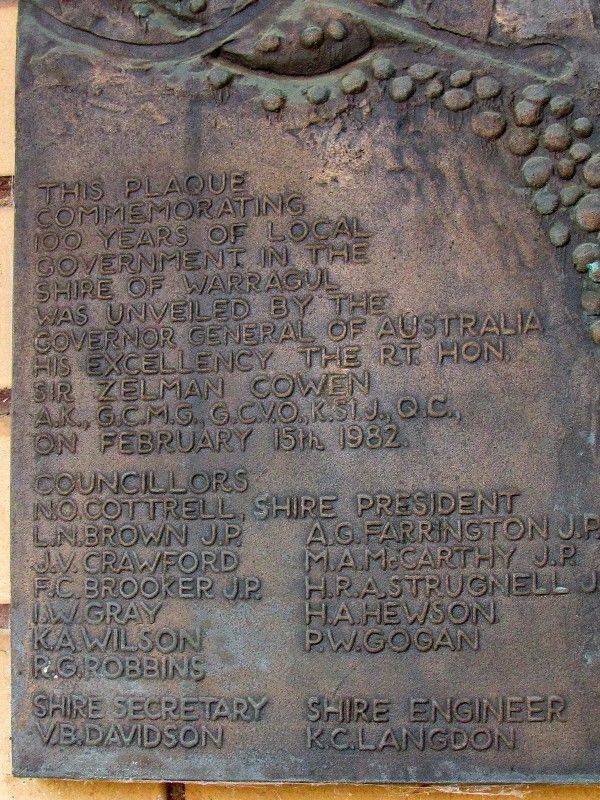 THIS PLAQUE
COMMEMORATING
100 YEARS OF LOCAL
GOVERNMENT IN THE
SHIRE OF WARRAGUL
WAS UNVEILED BY THE
GOVERNOR GENERAL OF AUSTRALIA
HIS EXCELLENCY THE RT. HON.
SIR ZELMAN COWEN
A.K., G.C.M.G., G.C.V.O., K.ST J., Q.C.,
ON FEBRUARY 15th 1982.
COUNCILLORS
N.O. COTTRELL, SHIRE PRESIDENT
L.N. BROWN J.P. A.G. FARRINGTON J.P.
J.V. CRAWFORD M.A. McCARTHY J.P.
F.C. BROOKER J.P. H.R.A. STRUGNELL J.
I.W. GRAY H.A. HEWSON
K.A. WILSON P.W. GOGAN
R.G. ROBBINS
SHIRE SECRETARY SHIRE ENGINEER
V.B. DAVIDSON K.C. LANGDON